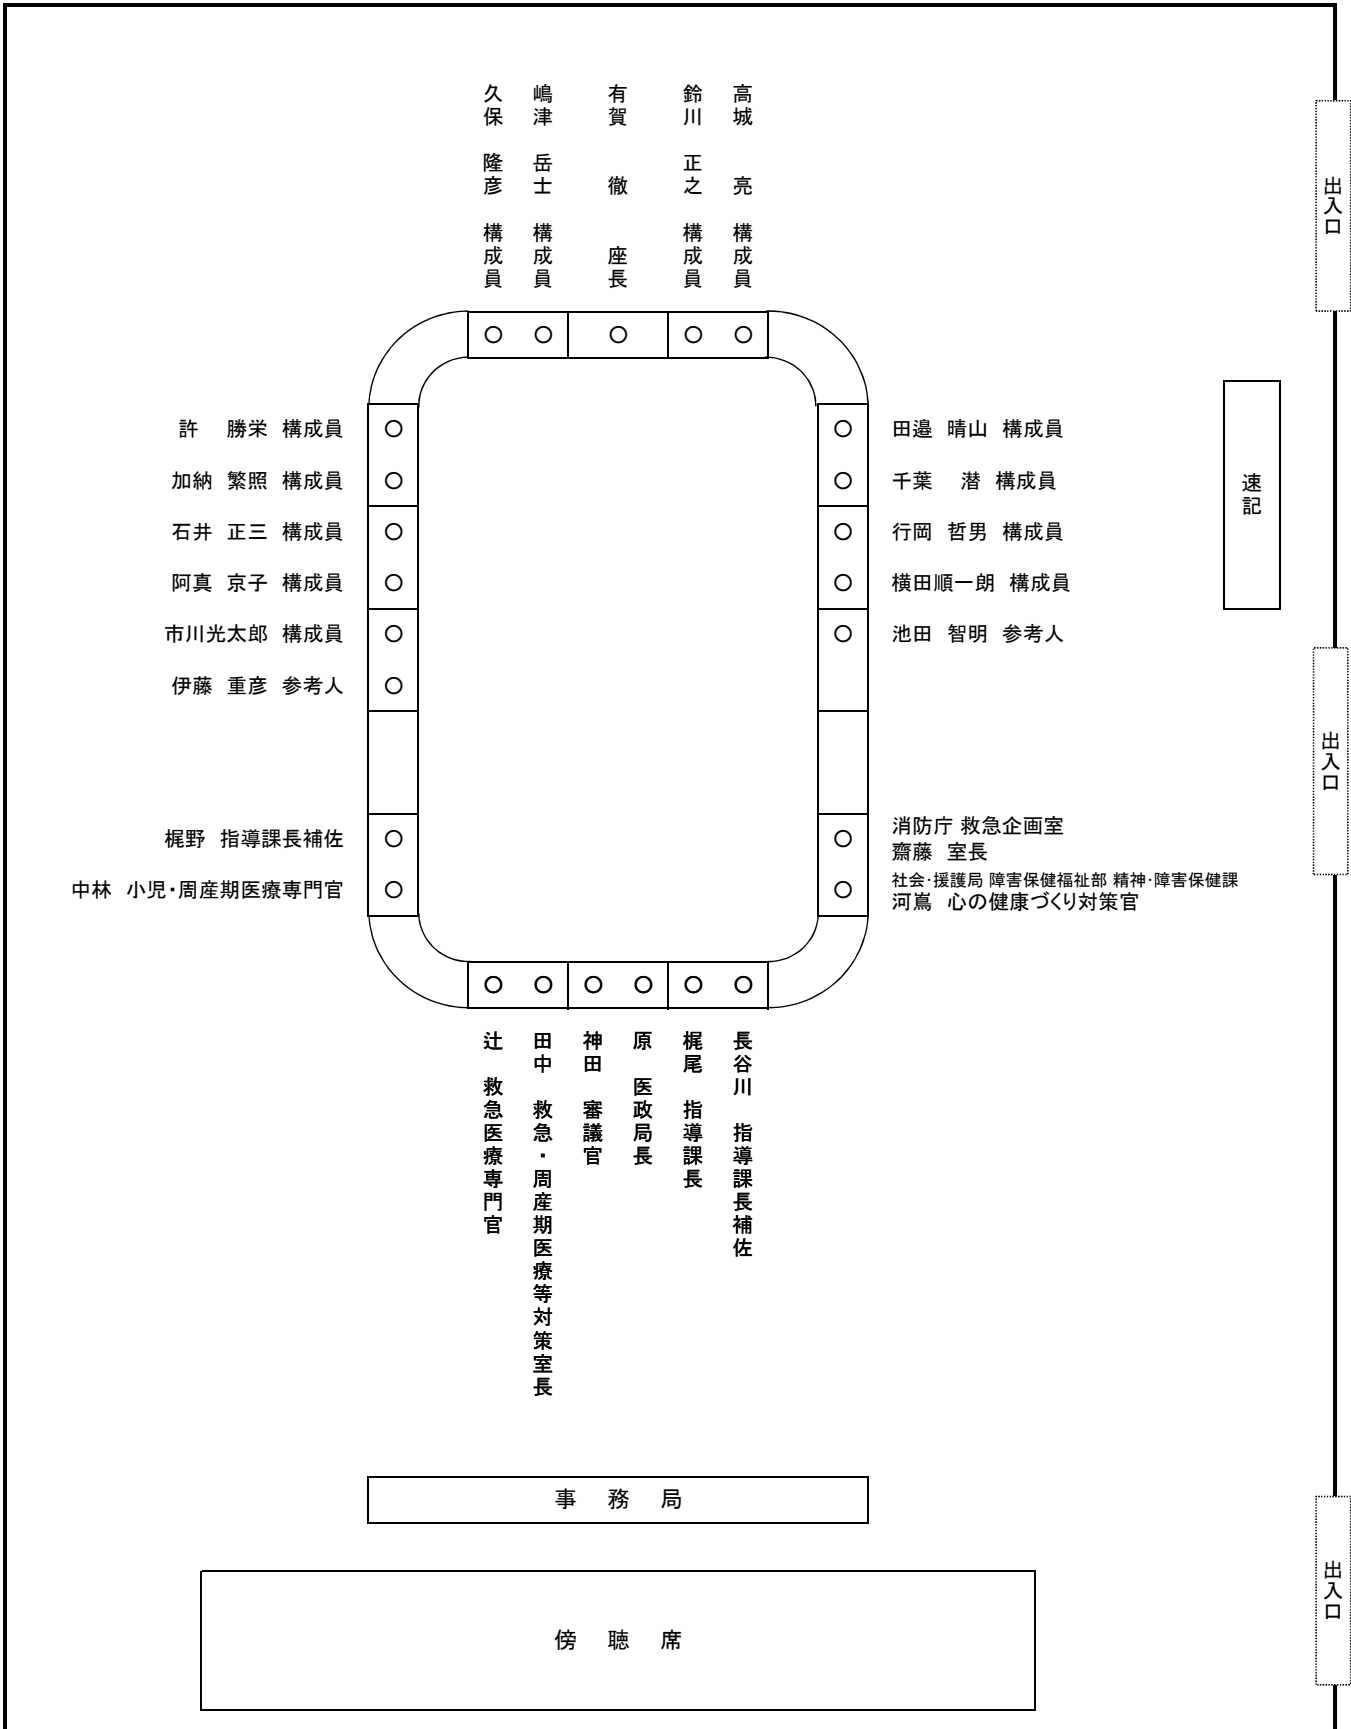 久保 隆彦 構成員
嶋津 岳士 構成員
有賀 徹 座長
鈴川 正之 構成員
高城 亮 構成員
出入口
許 勝栄 構成員
加納 繁照 構成員
石井 正三 構成員
阿真 京子 構成員
市川光太郎 構成員
伊藤 重彦 参考人
梶野 指導課長補佐
中林 小児・周産期医療専門官
田邉 晴山 構成員
千葉 潜 構成員
行岡 哲男 構成員
横田順一朗 構成員
池田 智明 参考人
消防庁 救急企画室
齋藤 室長
社会・援護局 障害保健福祉部 精神・障害保健課
河嶌 心の健康づくり対策官
速記
出入口
辻 救急医療専門官
田中 救急・周産期医療等対策室長
神田 審議官
原 医政局長
梶尾 指導課長
長谷川 指導課長補佐
事務局
傍聴席
出入口